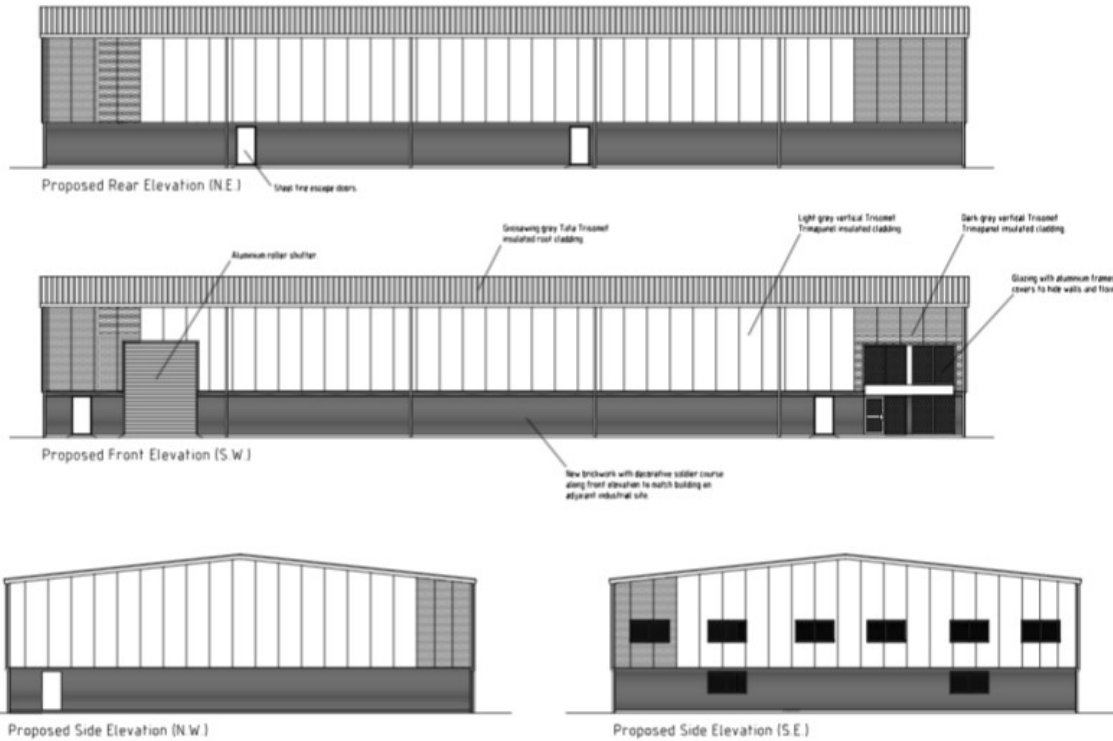 Proposed Rear Elevation (N.E.)
Steel fire escape doors.
Aluminium roller shutter
Goosewing grey Tata Trisomet
insulated roof cladding
Light grey vertical Trisomet
Trimapanel insulated cladding
Dark grey vertical Trisomet
Trimapanel insulated cladding
Glazing with aluminium frames
covers to hide walls and floor
Proposed Front Elevation (S.W.)
New brickwork with decorative soldier course
along front elevation to match building on
adjacent industrial site
Proposed Side Elevation (N.W.)
Proposed Side Elevation (S.E.)